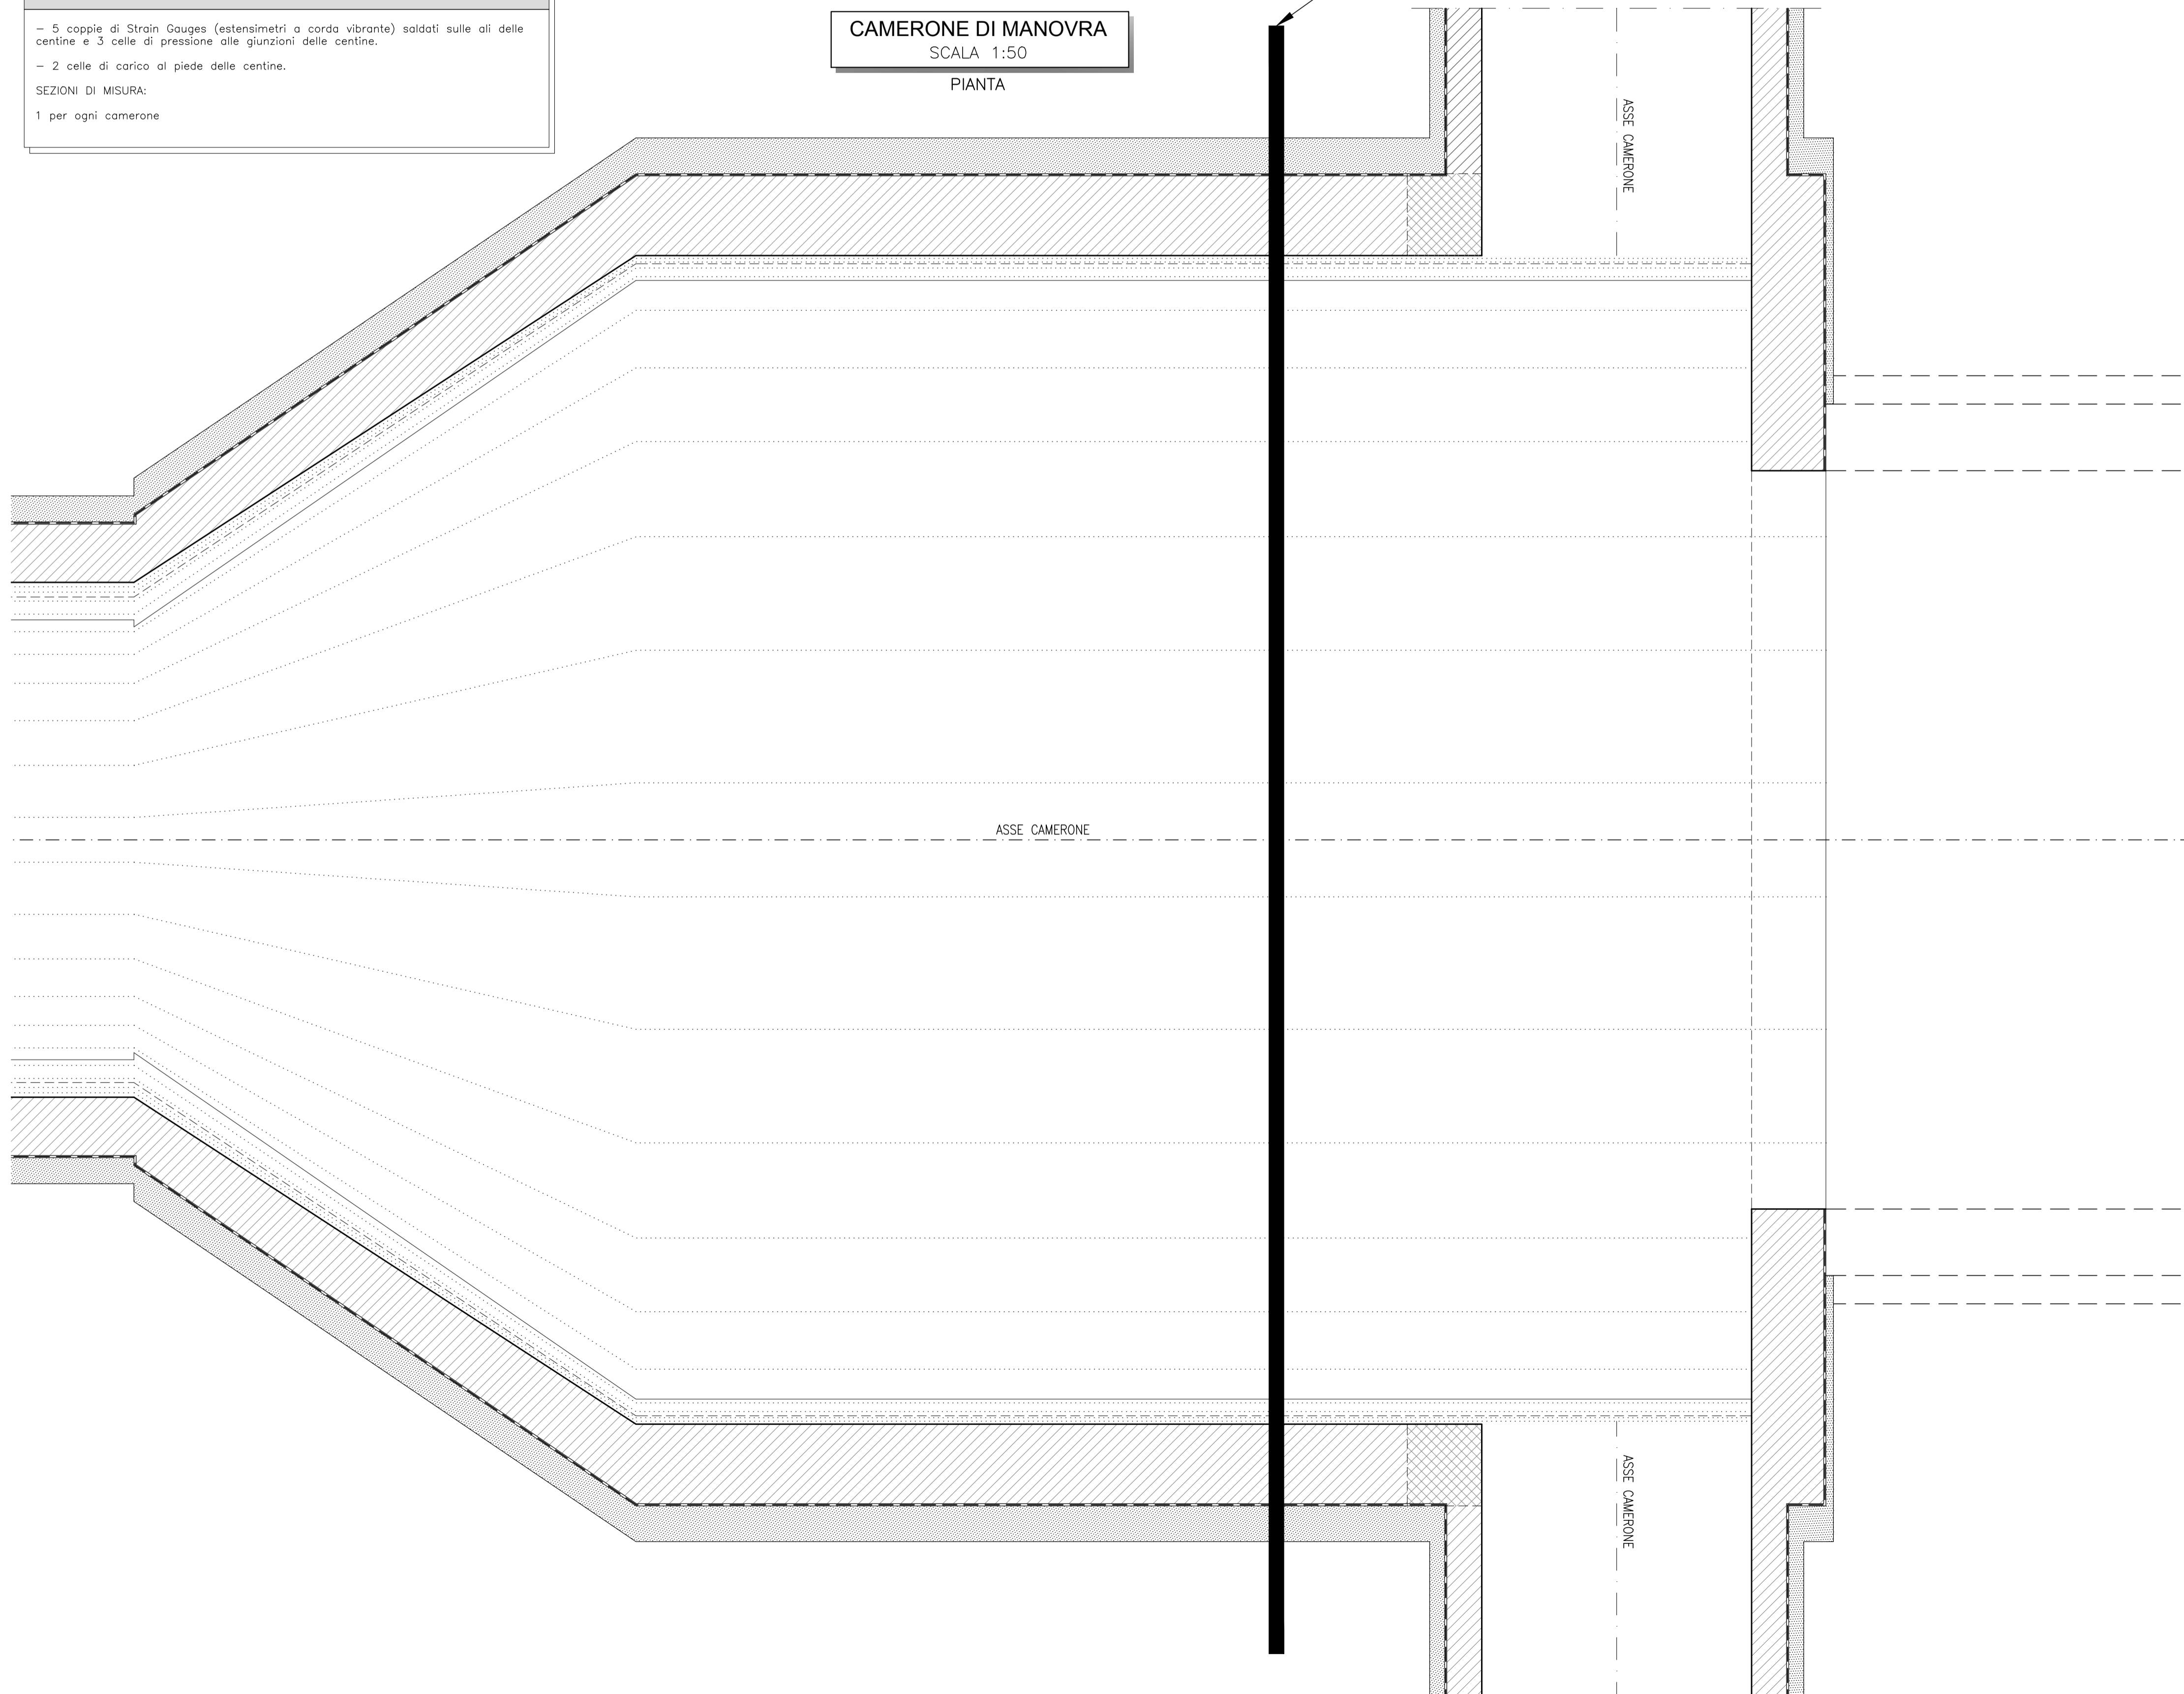 – 5 coppie di Strain Gauges (estensimetri a corda vibrante) saldati sulle ali delle
centine e 3 celle di pressione alle giunzioni delle centine.
– 2 celle di carico al piede delle centine.
SEZIONI DI MISURA:
1 per ogni camerone
CAMERONE DI MANOVRA
SCALA 1:50
PIANTA
ASSE CAMERONE
ASSE CAMERONE
ASSE CAMERONE